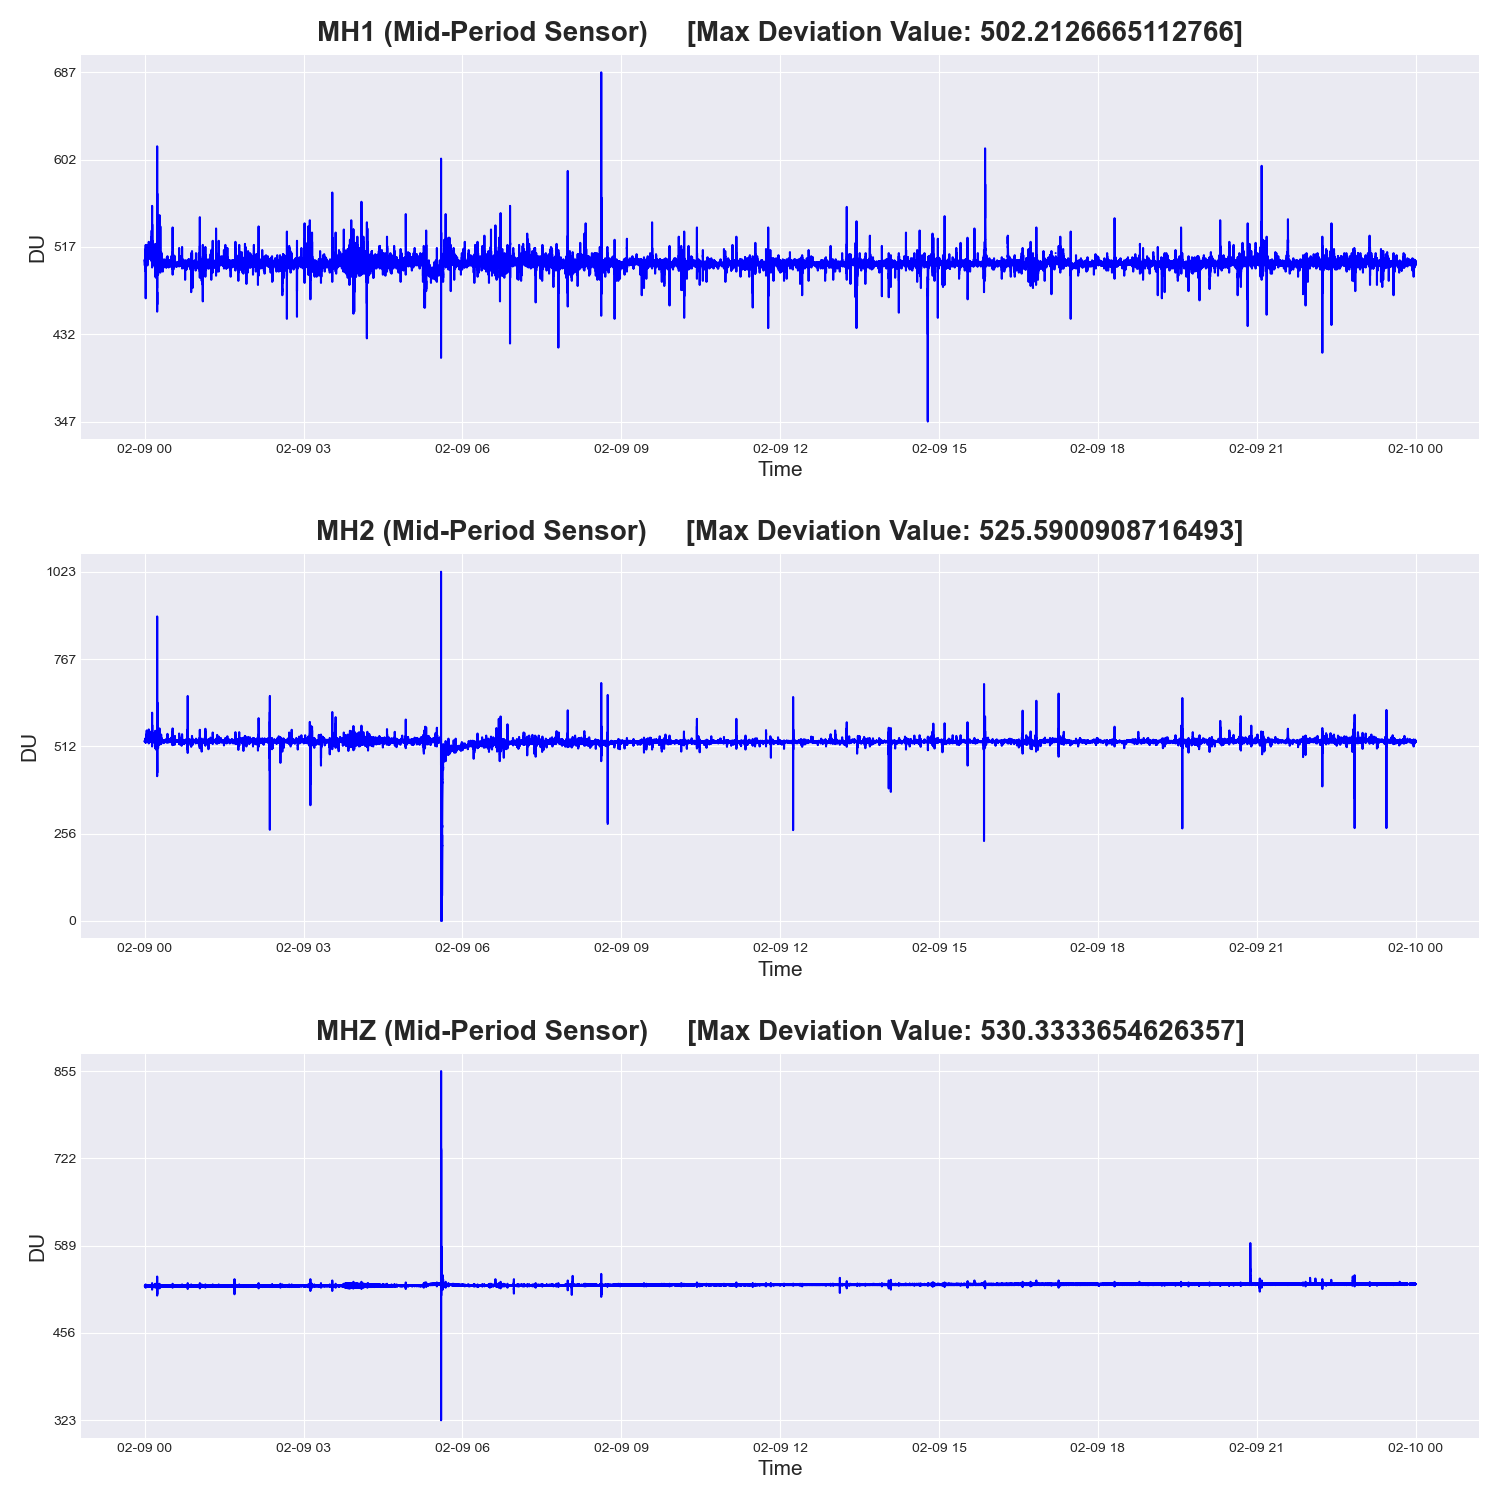 MH1 (Mid-Period Sensor) [Max Deviation Value: 502.2126665112766]
687
602
517
432
347
DU
02-09 00 02-09 03 02-09 06 02-09 09 02-09 12 02-09 15 02-09 18 02-09 21 02-10 00
Time
MH2 (Mid-Period Sensor) [Max Deviation Value: 525.5900908716493]
1023
767
512
256
0
DU
02-09 00 02-09 03 02-09 06 02-09 09 02-09 12 02-09 15 02-09 18 02-09 21 02-10 00
Time
MHZ (Mid-Period Sensor) [Max Deviation Value: 530.3333654626357]
855
722
589
456
323
DU
02-09 00 02-09 03 02-09 06 02-09 09 02-09 12 02-09 15 02-09 18 02-09 21 02-10 00
Time